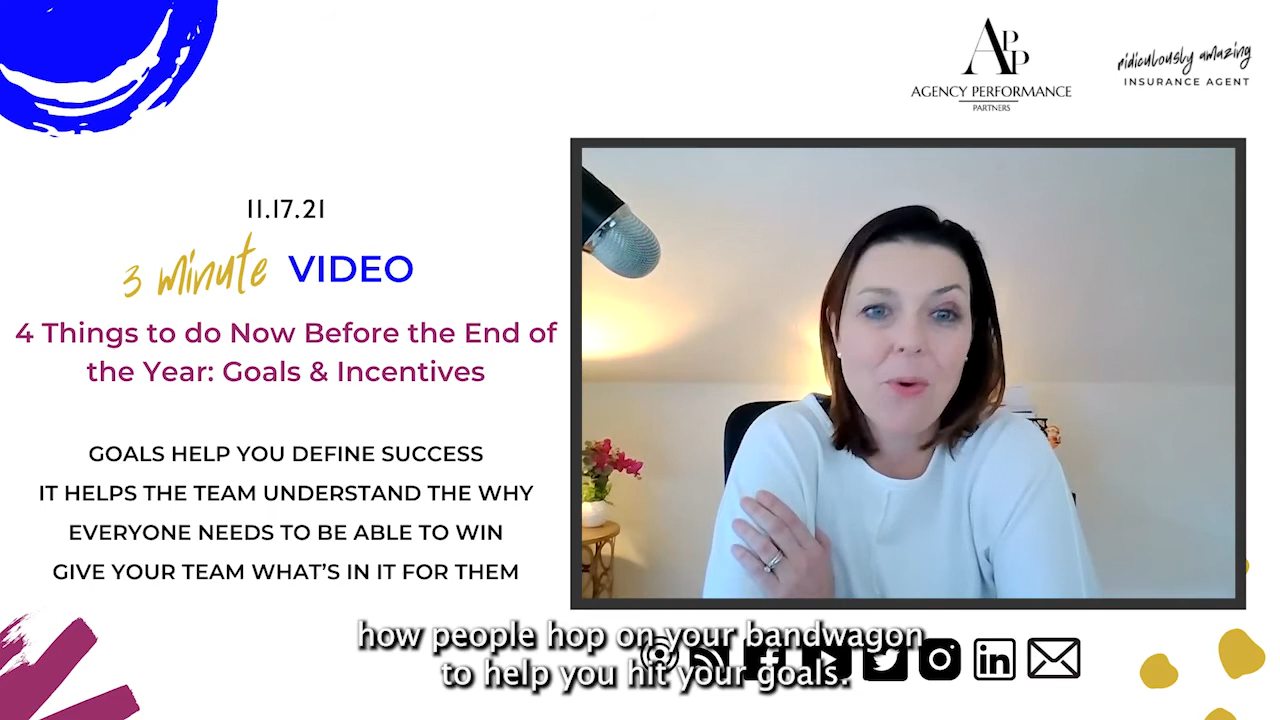 APP
AGENCY PERFORMANCE
PARTNERS
ridiculously amazing
INSURANCE AGENT
11.17.21
3 minute VIDEO
4 Things to do Now Before the End of
the Year: Goals & Incentives
GOALS HELP YOU DEFINE SUCCESS
IT HELPS THE TEAM UNDERSTAND THE WHY
EVERYONE NEEDS TO BE ABLE TO WIN
GIVE YOUR TEAM WHAT'S IN IT FOR THEM
how people hop on your bandwagon
to help you hit your goals.